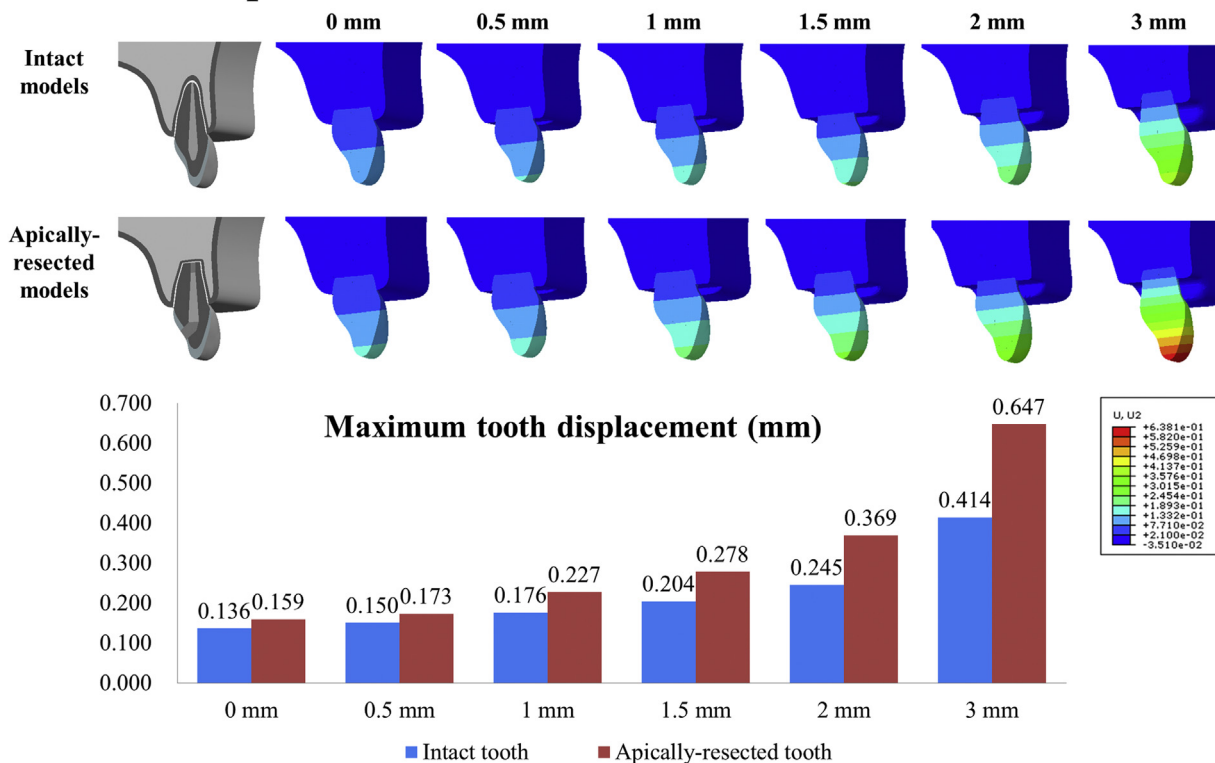 0 mm 0.5 mm 1 mm 1.5 mm 2 mm 3 mm
Intact
models
Apically-
resected
models
Maximum tooth displacement (mm)
0.700
0.600
0.500
0.400
0.300
0.200
0.100
0.000
0.136 0.159 0.150 0.173 0.176 0.227 0.204 0.278 0.245 0.369 0.414 0.647
0 mm 0.5 mm 1 mm 1.5 mm 2 mm 3 mm
Intact tooth Apically-resected tooth
U, U2
+6.381e-01
+5.820e-01
+5.259e-01
+4.698e-01
+4.137e-01
+3.576e-01
+3.015e-01
+2.454e-01
+1.893e-01
+1.332e-01
+7.710e-02
+2.100e-02
-3.510e-02